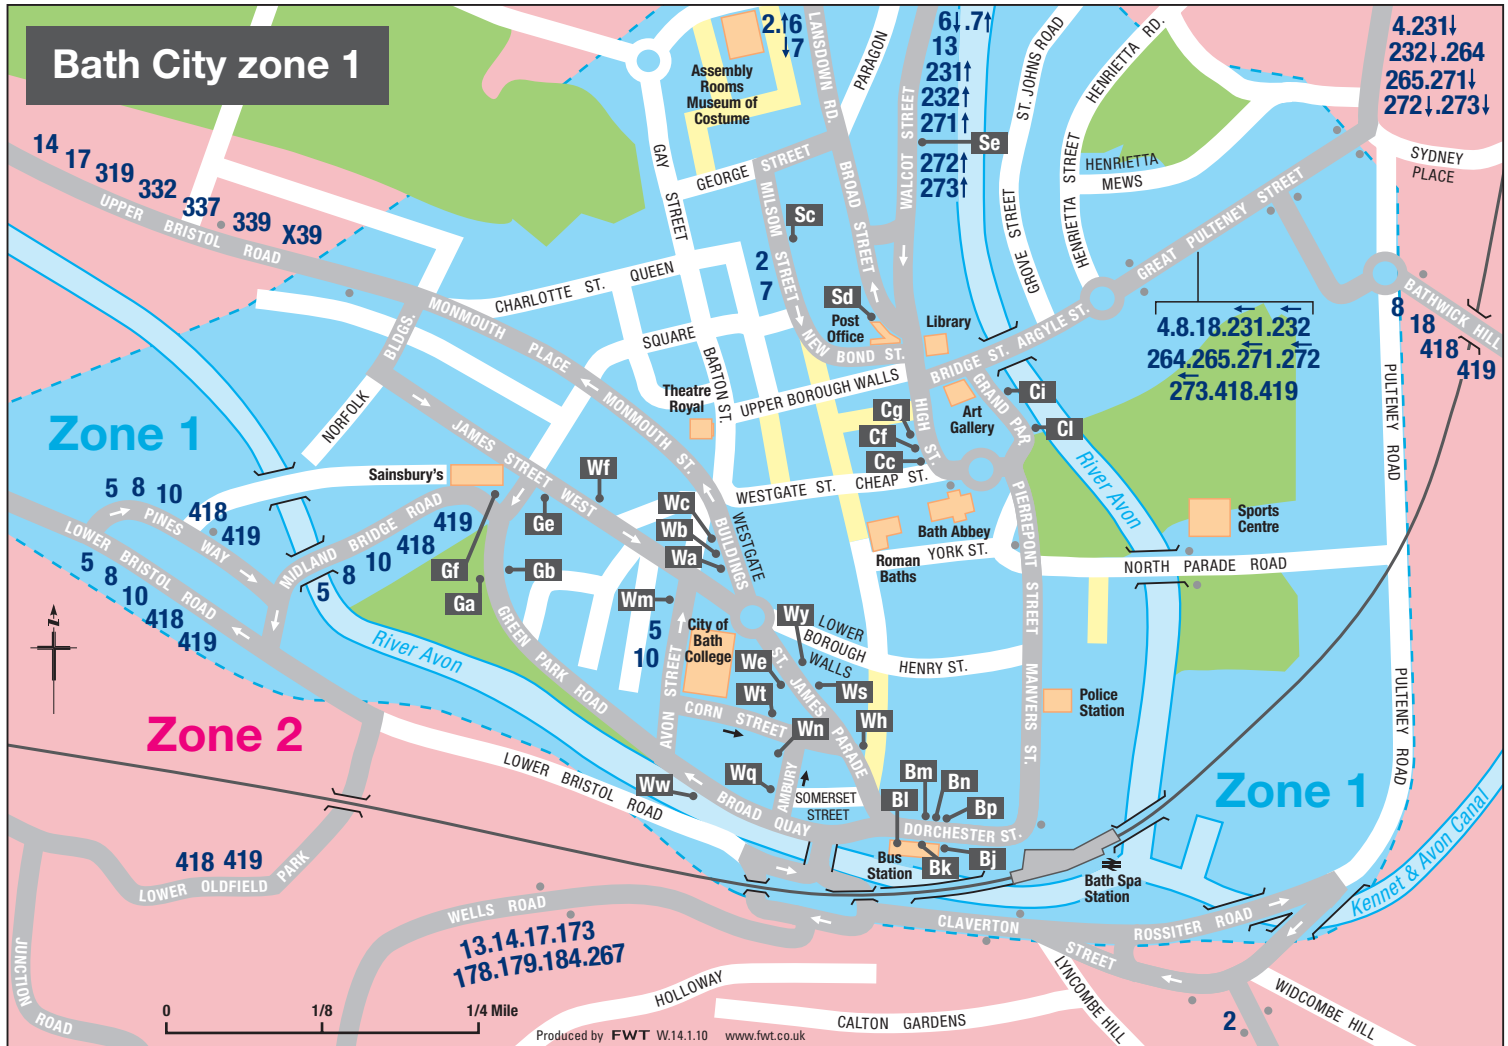 Bath City zone 1
2.↑6
↓7
LANSDOWN RD.
PARAGON
6↓.7↑
13
231↑
232↑
271↑
272↑
273↑
WALCOT STREET
Se
ST. JOHNS ROAD
HENRIETTA RD.
4.231↓
232↓.264
265.271↓
272↓.273↓
SYDNEY
PLACE
Assembly
Rooms
Museum of
Costume
14
17
319
332
337
339
X39
UPPER BRISTOL ROAD
GAY STREET
GEORGE STREET
MILSOM STREET
BROAD STREET
Sc
2
7
GROVE STREET
HENRIETTA STREET
HENRIETTA
MEWS
GREAT PULTENEY STREET
BATHWICK HILL
8
18
418
419
4.8.18.231.232
264.265.271.272
273.418.419
CHARLOTTE ST.
QUEEN
SQUARE
MONMOUTH PLACE
NORFOLK BLDGS.
Sd
Post
Office
Library
NEW BOND ST.
BRIDGE ST.
ARGYLE ST.
BARTON ST.
Theatre
Royal
UPPER BOROUGH WALLS
Art
Gallery
GRAND PAR
Ci
Cl
Cg
Cf
Cc
HIGH ST.
River Avon
PULTENEY ROAD
Zone 1
JAMES STREET WEST
MONMOUTH ST.
Sainsbury's
Wf
Ge
WESTGATE ST.
CHEAP ST.
WESTGATE
BUILDINGS
Wc
Wb
Wa
Bath Abbey
Roman
Baths
YORK ST.
PIERREPONT STREET
Sports
Centre
NORTH PARADE ROAD
5
8
10
418
419
PINES WAY
LOWER BRISTOL ROAD
5
8
10
418
419
MIDLAND BRIDGE ROAD
419
418
10
8
5
Gf
Ga
Gb
Wm
5
10
City of
Bath
College
Wy
LOWER
BOROUGH
WALLS
HENRY ST.
River Avon
GREEN PARK ROAD
We
Wt
Ws
Wn
Wh
Wq
Ww
AVON STREET
CORN STREET
ST. JAMES PARADE
AMBURY
SOMERSET
STREET
BROAD QUAY
MANVERS ST.
Police
Station
PULTENEY ROAD
Zone 2
LOWER BRISTOL ROAD
Bm
Bn
Bl
Bp
DORCHESTER ST.
Bus
Station
Bk
Bj
Bath Spa
Station
Zone 1
Kennet & Avon Canal
418 419
LOWER OLDFIELD PARK
JUNCTION ROAD
WELLS ROAD
13.14.17.173
178.179.184.267
CLAVERTON STREET
ROSSITER ROAD
HOLLOWAY
CALTON GARDENS
LYNCOMBE HILL
WIDCOMBE HILL
2
0
1/8
1/4 Mile
Produced by FWT W.14.1.10 www.fwt.co.uk